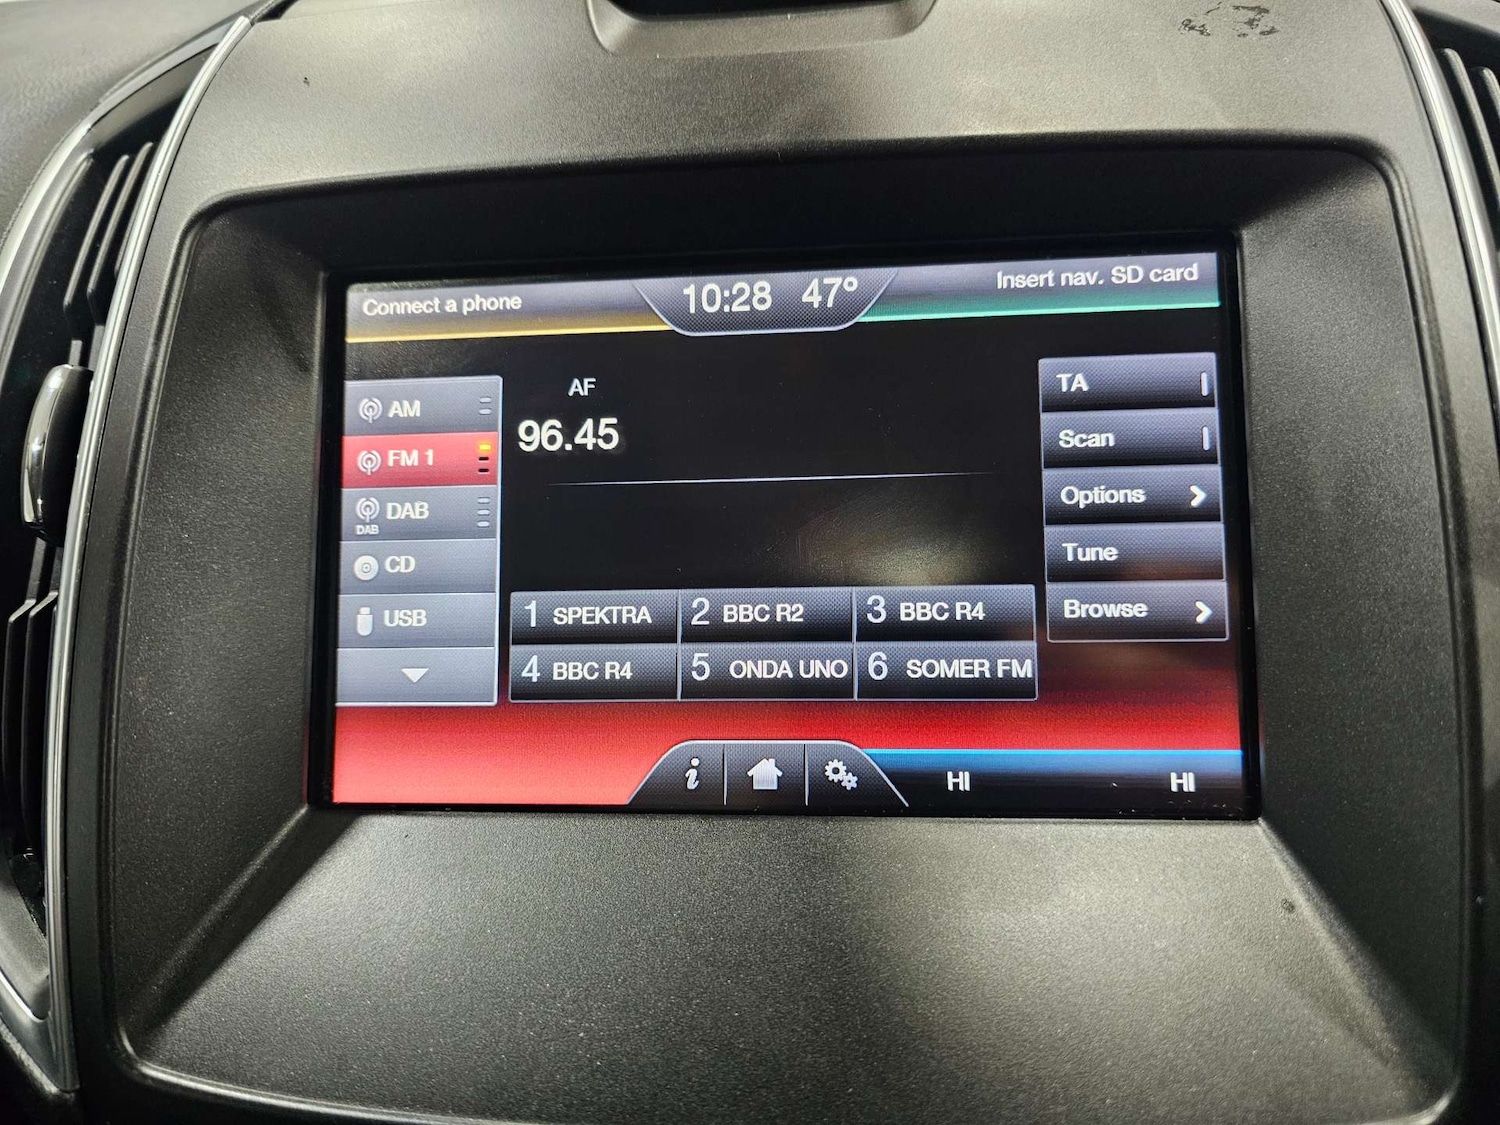 Connect a phone
10:28 47°
Insert nav. SD card
AM
FM 1
DAB
DAB
CD
USB
AF
96.45
TA
Scan
Options
Tune
Browse
1 SPEKTRA
2 BBC R2
3 BBC R4
4 BBC R4
5 ONDA UNO
6 SOMER FM
i
HI
HI